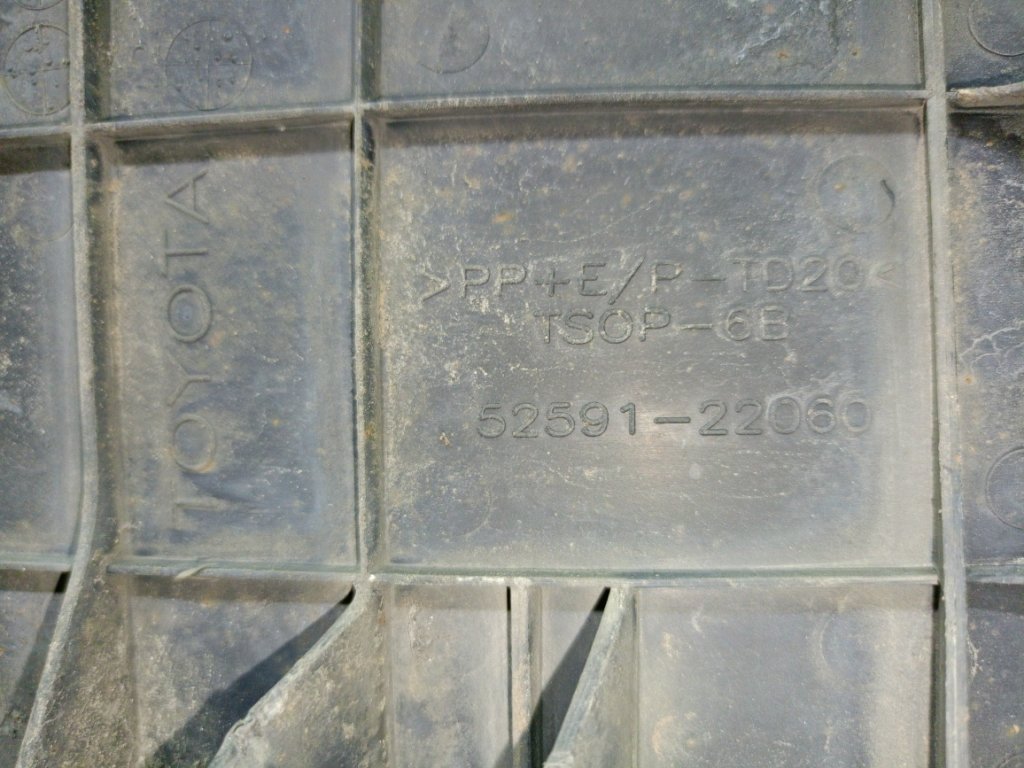 TOYOTA
>PP+E/P-TD20<
TSOP-6B
52591-22060